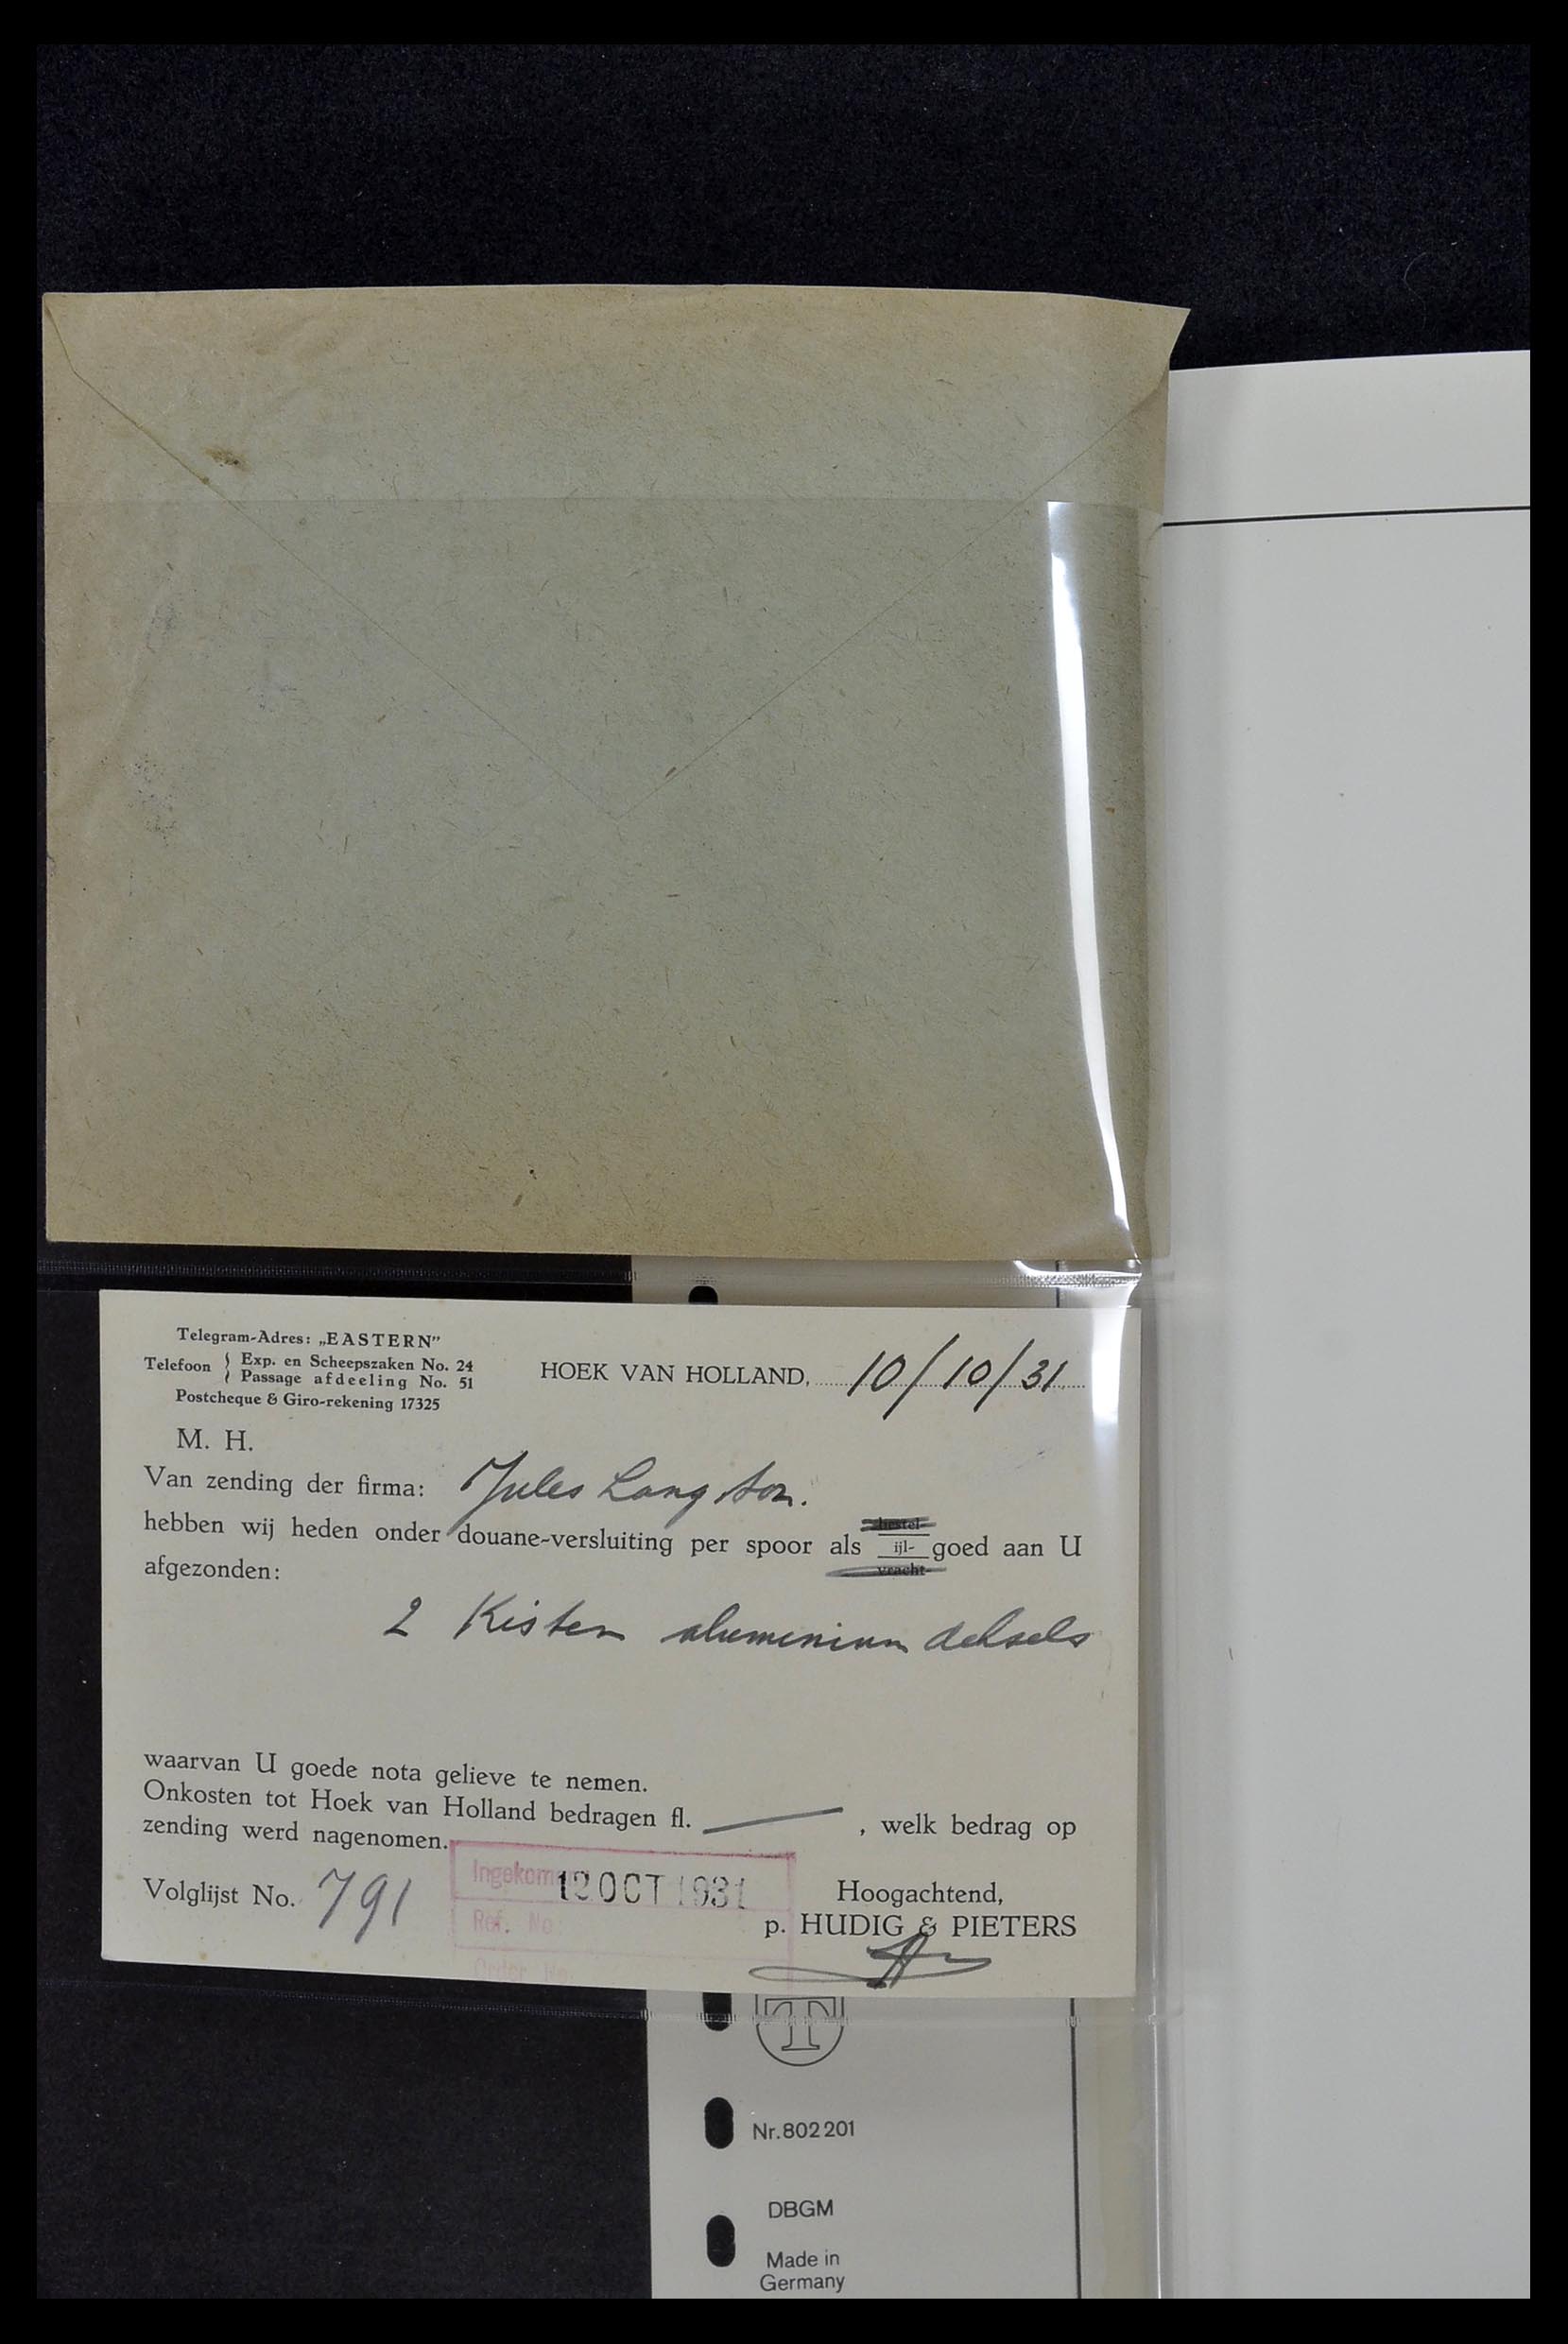 Telegram-Adres: „EASTERN”
Telefoon { Exp. en Scheepszaken No. 24
Passage afdeeling No. 51
Postcheque & Giro-rekening 17325
HOEK VAN HOLLAND, 10/10/31
M. H.
Van zending der firma: Jules Lang & Son.
hebben wij heden onder douane-versluiting per spoor als bestel- ijl- vracht- goed aan U
afgezonden:
2 Kisten aluminium deksels
waarvan U goede nota gelieve te nemen.
Onkosten tot Hoek van Holland bedragen fl. , welk bedrag op
zending werd nagenomen.
Volglijst No. 791
Ingekomen 12 OCT 1931
Ref. No
Order No.
Hoogachtend,
p. HUDIG & PIETERS
T
Nr. 802 201
DBGM
Made in
Germany